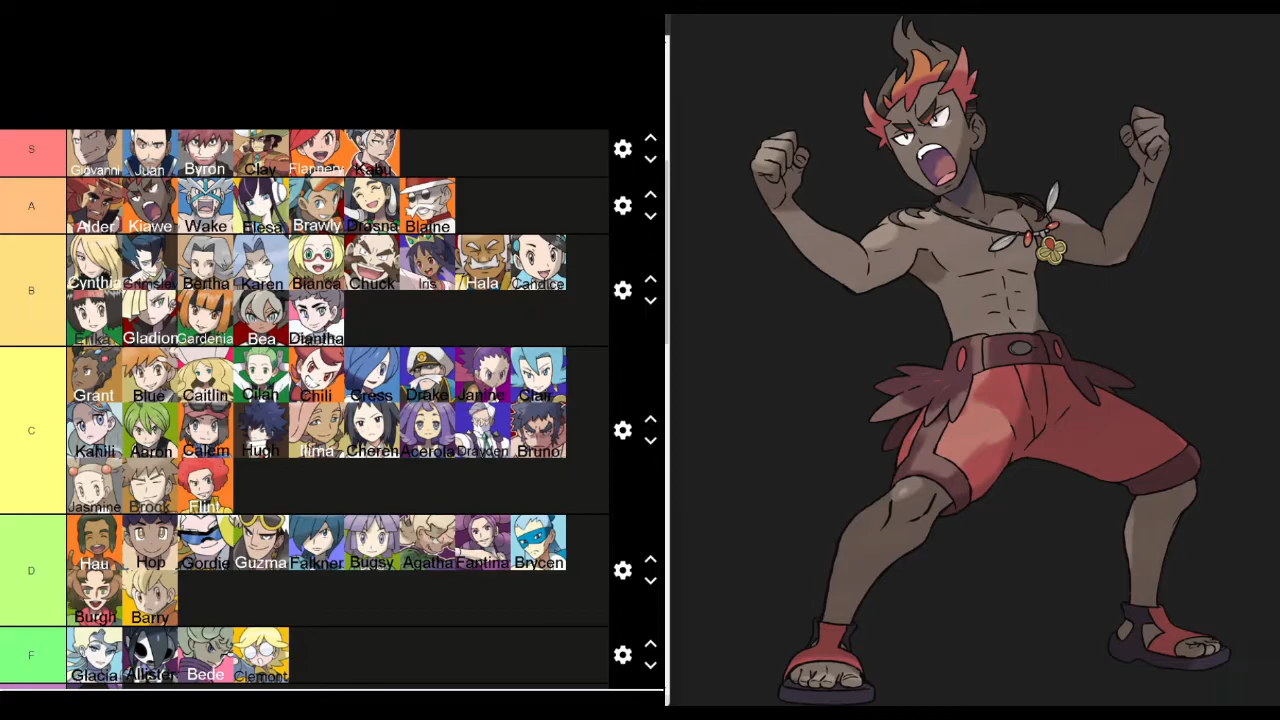 S
Giovanni Juan Byron Clay Flannery Kabu
A
Alder Kiawe Wake Elesa Brawly Drasna Blaine
B
Cynthi Grimsley Bertha Karen Bianca Chuck Iris Hala Candice
Erika Gladion Gardenia Bea Diantha
C
Grant Blue Caitlin Cilan Chili Cress Drake Janine Clair
Kahili Aaron Calem Hugh Ilima Cheren Acerola Drayden Bruno
Jasmine Brock Flint
D
Hau Hop Gordie Guzma Falkner Bugsy Agatha Fantina Brycen
Burgh Barry
F
Glacia Allister Bede Clemont